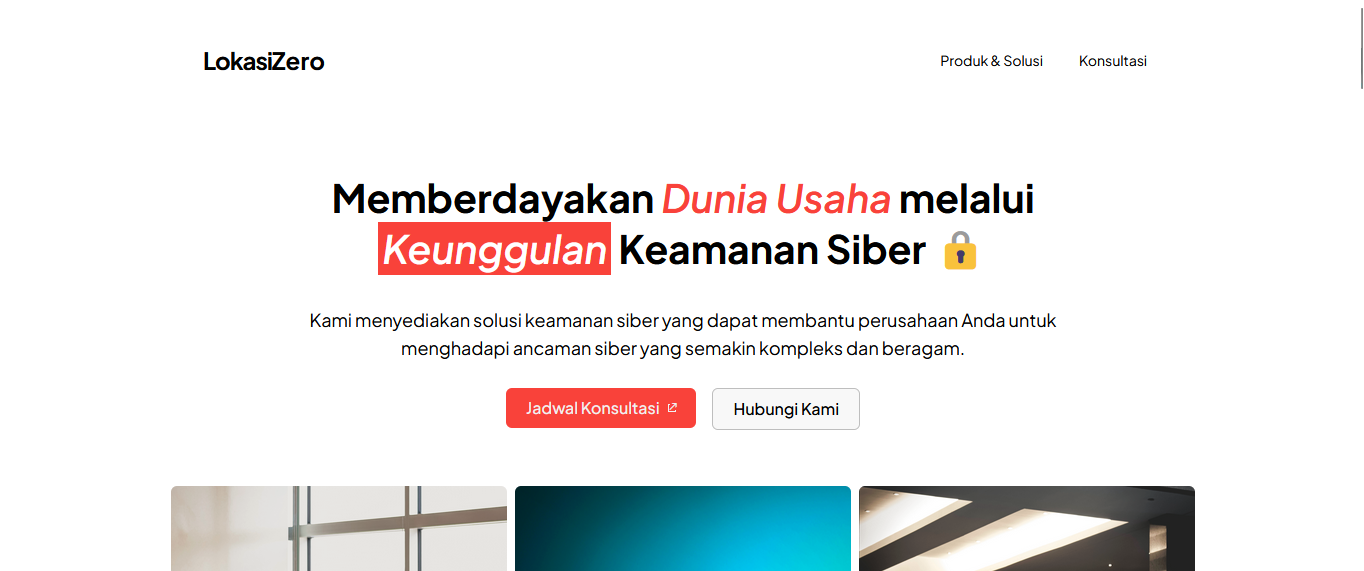 LokasiZero
Produk & Solusi
Konsultasi
Memberdayakan Dunia Usaha melalui
Keunggulan Keamanan Siber 🔒
Kami menyediakan solusi keamanan siber yang dapat membantu perusahaan Anda untuk
menghadapi ancaman siber yang semakin kompleks dan beragam.
Jadwal Konsultasi
Hubungi Kami